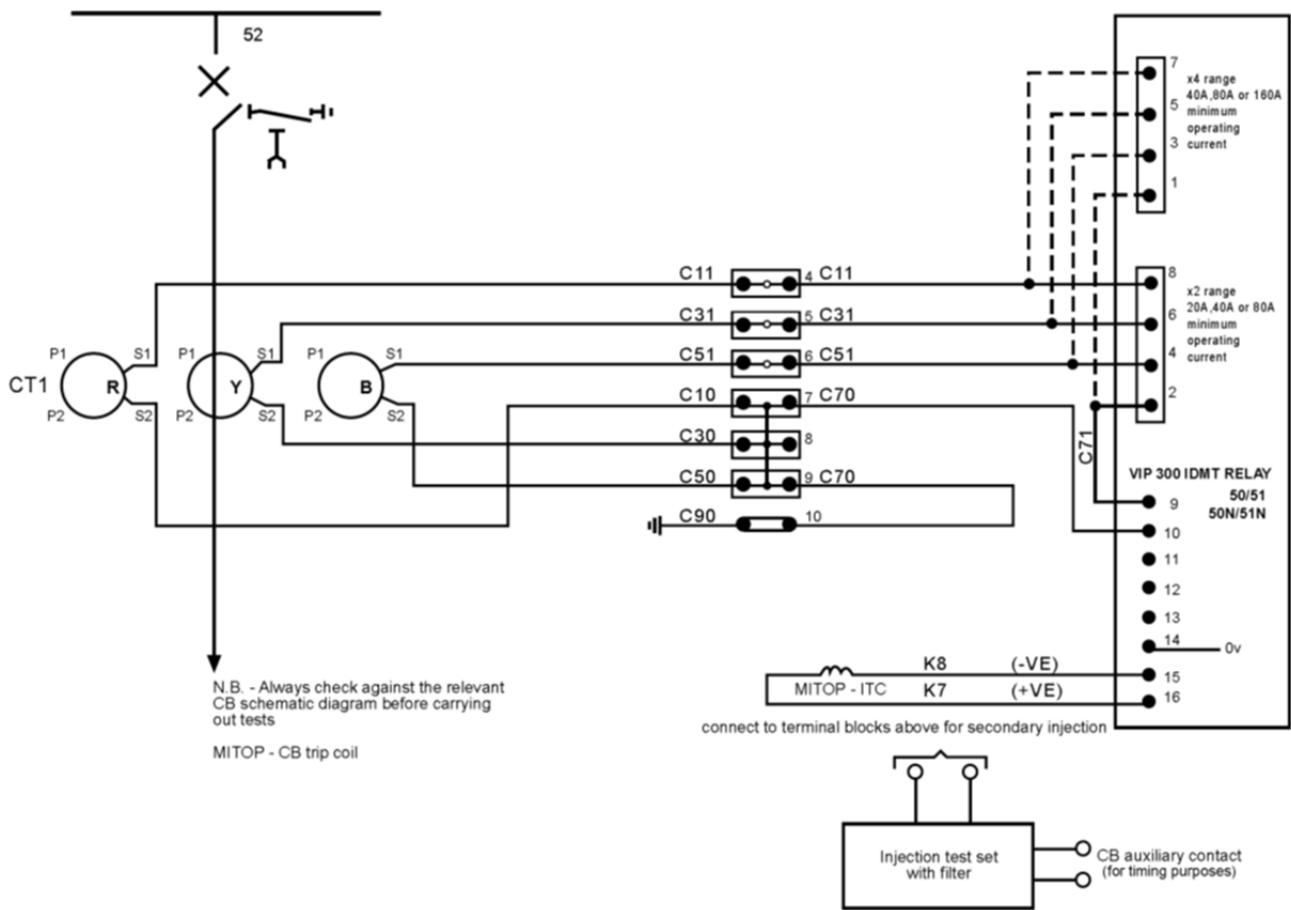 52
7
x4 range
40A,80A or 160A
5
minimum
operating
3
current
1
C11
4
C11
8
x2 range
20A,40A or 80A
C31
5
C31
6
minimum
operating
P1
S1
P1
S1
P1
S1
C51
6
C51
4
current
CT1
R
Y
B
P2
S2
P2
S2
P2
S2
C10
7
C70
2
C30
8
C71
C50
9
C70
VIP 300 IDMT RELAY
50/51
9
50N/51N
C90
10
10
11
12
13
14
0v
K8
(-VE)
15
MITOP - ITC
K7
(+VE)
16
N.B. - Always check against the relevant
CB schematic diagram before carrying
out tests
MITOP - CB trip coil
connect to terminal blocks above for secondary injection
Injection test set
with filter
CB auxiliary contact
(for timing purposes)